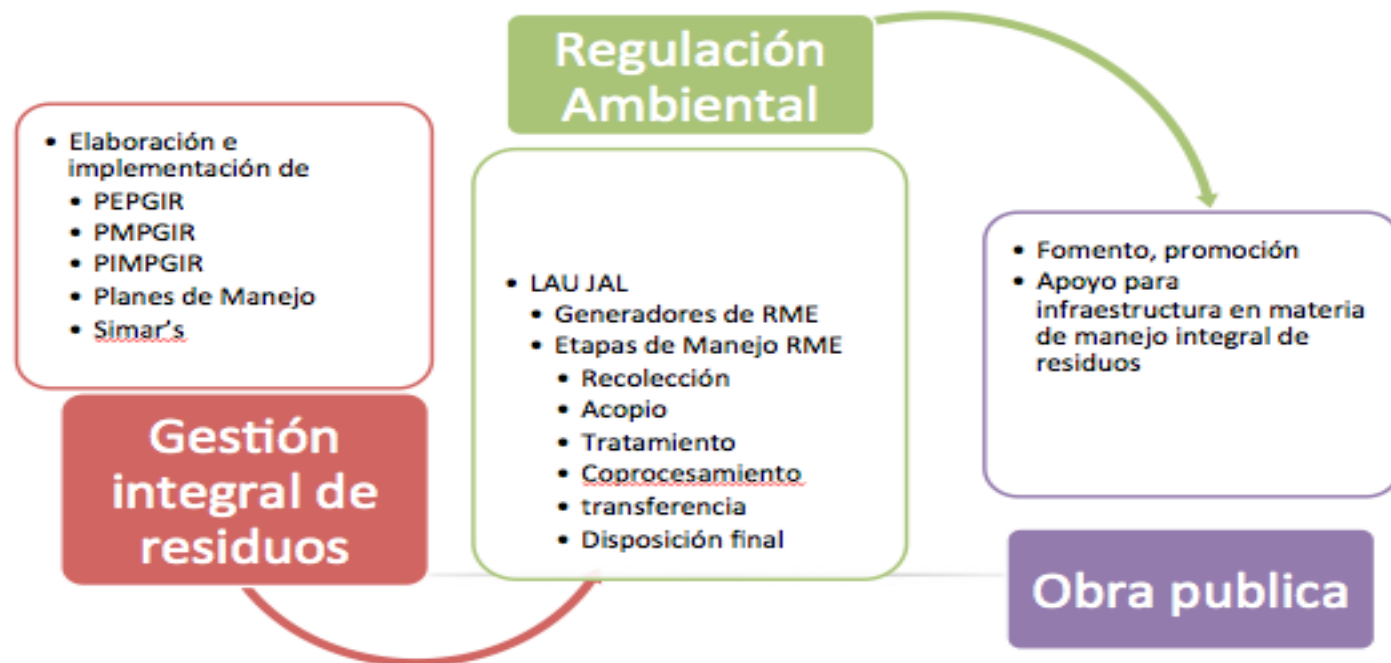 Elaboración e
implementación de
PEPGIR
PMPGIR
PIMPGIR
Planes de Manejo
Simar's
Gestión
integral de
residuos
Regulación
Ambiental
LAU JAL
Generadores de RME
Etapas de Manejo RME
Recolección
Acopio
Tratamiento
Coprocesamiento
transferencia
Disposición final
Fomento, promoción
Apoyo para
infraestructura en materia
de manejo integral de
residuos
Obra publica